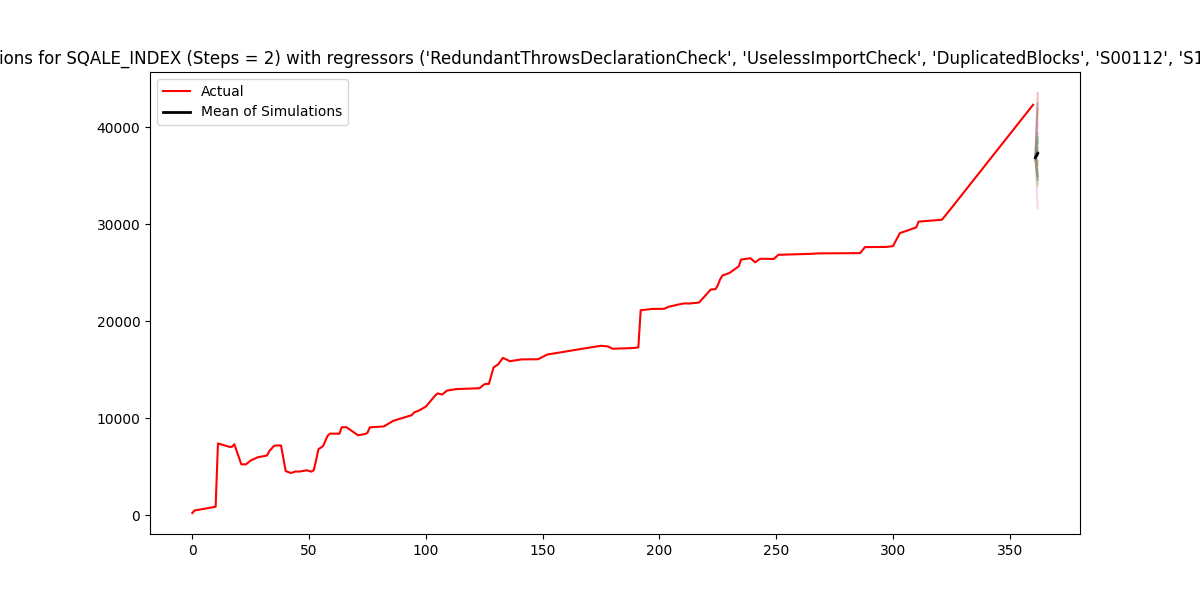 ions for SQALE_INDEX (Steps = 2) with regressors ('RedundantThrowsDeclarationCheck', 'UselessImportCheck', 'DuplicatedBlocks', 'S00112', 'S1
Actual
Mean of Simulations
40000
30000
20000
10000
0
0 50 100 150 200 250 300 350